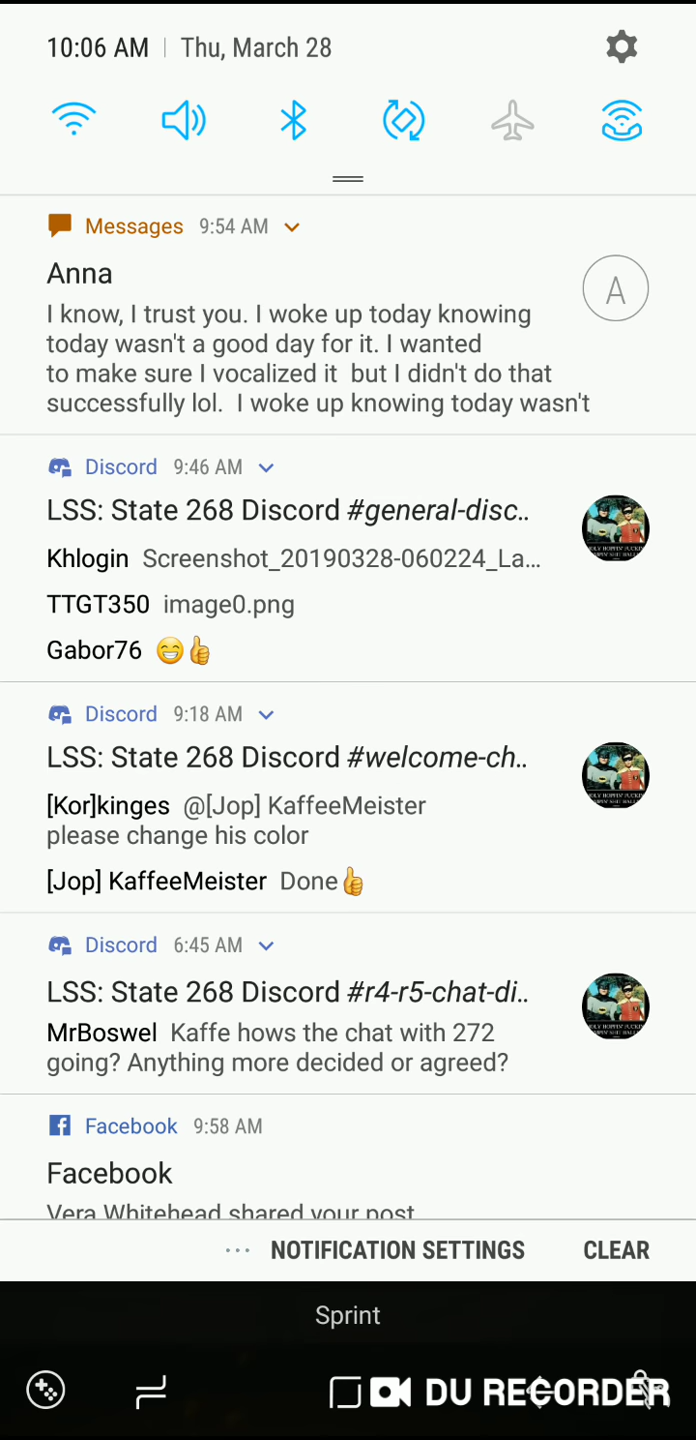 10:06 AM | Thu, March 28
Messages 9:54 AM
Anna
A
I know, I trust you. I woke up today knowing
today wasn't a good day for it. I wanted
to make sure I vocalized it  but I didn't do that
successfully lol.  I woke up knowing today wasn't
Discord 9:46 AM
LSS: State 268 Discord #general-disc..
Khlogin Screenshot_20190328-060224_La...
TTGT350 image0.png
Gabor76 😁👍
Discord 9:18 AM
LSS: State 268 Discord #welcome-ch..
[Kor]kinges @[Jop] KaffeeMeister
please change his color
[Jop] KaffeeMeister Done👍
Discord 6:45 AM
LSS: State 268 Discord #r4-r5-chat-di..
MrBoswel Kaffe hows the chat with 272
going? Anything more decided or agreed?
Facebook 9:58 AM
Facebook
Vera Whitehead shared your post
... NOTIFICATION SETTINGS CLEAR
Sprint
DU RECORDER